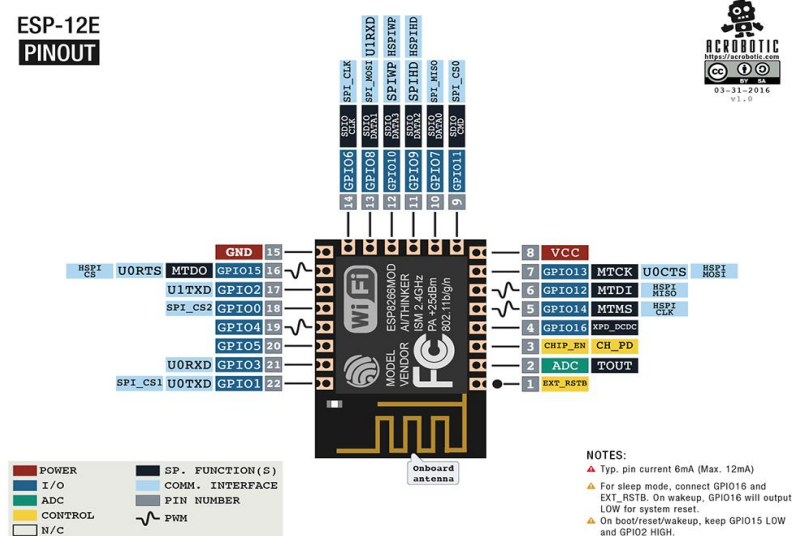 ESP-12E
PINOUT
ACROBOTIC
https://acrobotic.com
CC BY SA
03-31-2016
v1.0
14 GPIO6 SDIO CLK SPI_CLK
13 GPIO8 SDIO DATA1 SPI_MOSI U1RXD
12 GPIO10 SDIO DATA3 SPIWP HSPIWP
11 GPIO9 SDIO DATA2 SPIHD HSPIHD
10 GPIO7 SDIO DATA0 SPI_MISO
9 GPIO11 SDIO CMD SPI_CS0
GND 15
HSPI CS U0RTS MTDO GPIO15 16
U1TXD GPIO2 17
SPI_CS2 GPIO0 18
GPIO4 19
GPIO5 20
U0RXD GPIO3 21
SPI_CS1 U0TXD GPIO1 22
WiFi
ESP8266MOD
AI/THINKER
ISM 2.4GHz
PA +25dBm
802.11b/g/n
MODEL
VENDOR
FC
8 VCC
7 GPIO13 MTCK U0CTS HSPI MOSI
6 GPIO12 MTDI HSPI MISO
5 GPIO14 MTMS HSPI CLK
4 GPIO16 XPD_DCDC
3 CHIP_EN CH_PD
2 ADC TOUT
1 EXT_RSTB
Onboard
antenna
POWER
I/O
ADC
CONTROL
N/C
SP. FUNCTION(S)
COMM. INTERFACE
PIN NUMBER
PWM
NOTES:
Typ. pin current 6mA (Max. 12mA)
For sleep mode, connect GPIO16 and
EXT_RSTB. On wakeup, GPIO16 will output
LOW for system reset.
On boot/reset/wakeup, keep GPIO15 LOW
and GPIO2 HIGH.